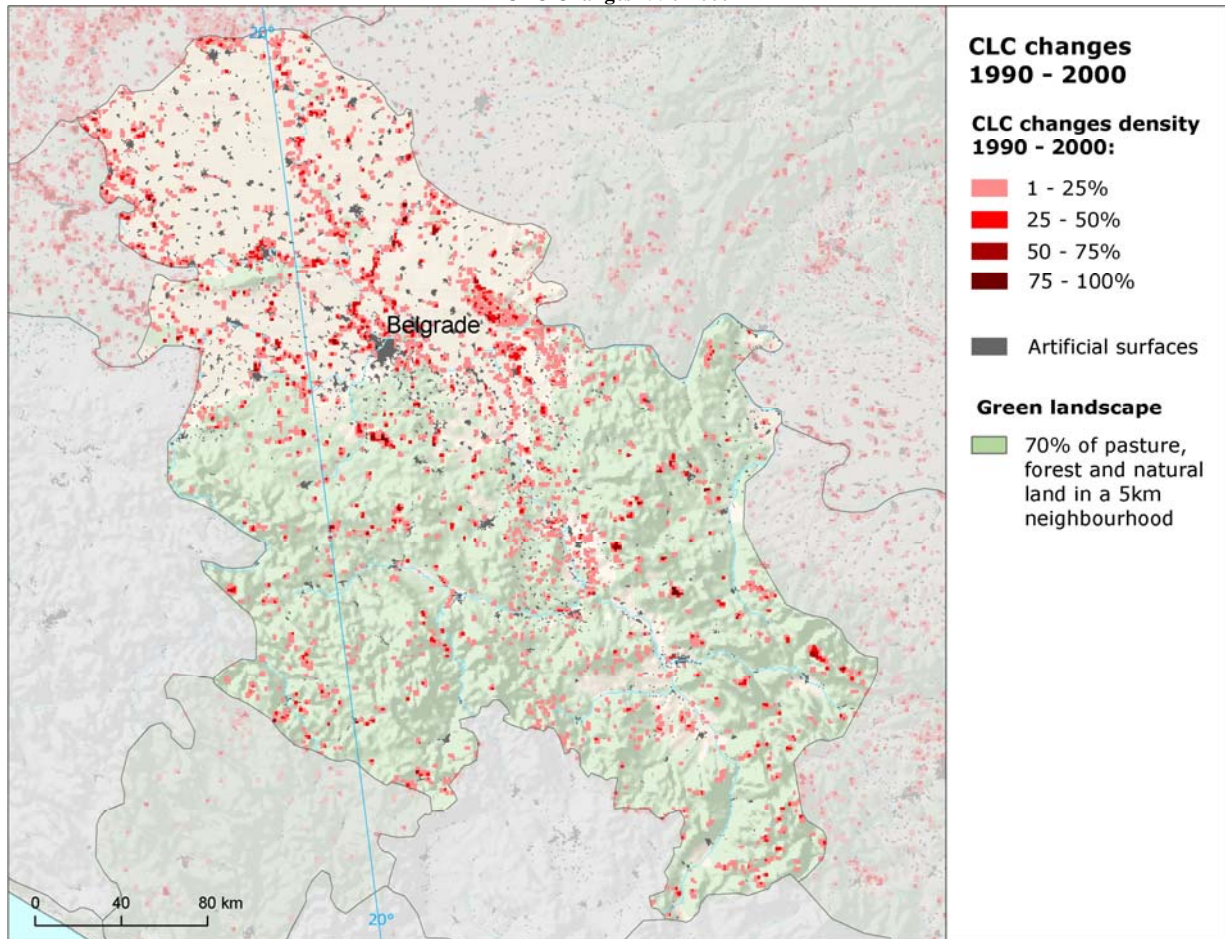 20°
Belgrade
0 40 80 km
20°
CLC changes
1990 - 2000
CLC changes density
1990 - 2000:
1 - 25%
25 - 50%
50 - 75%
75 - 100%
Artificial surfaces
Green landscape
70% of pasture,
forest and natural
land in a 5km
neighbourhood